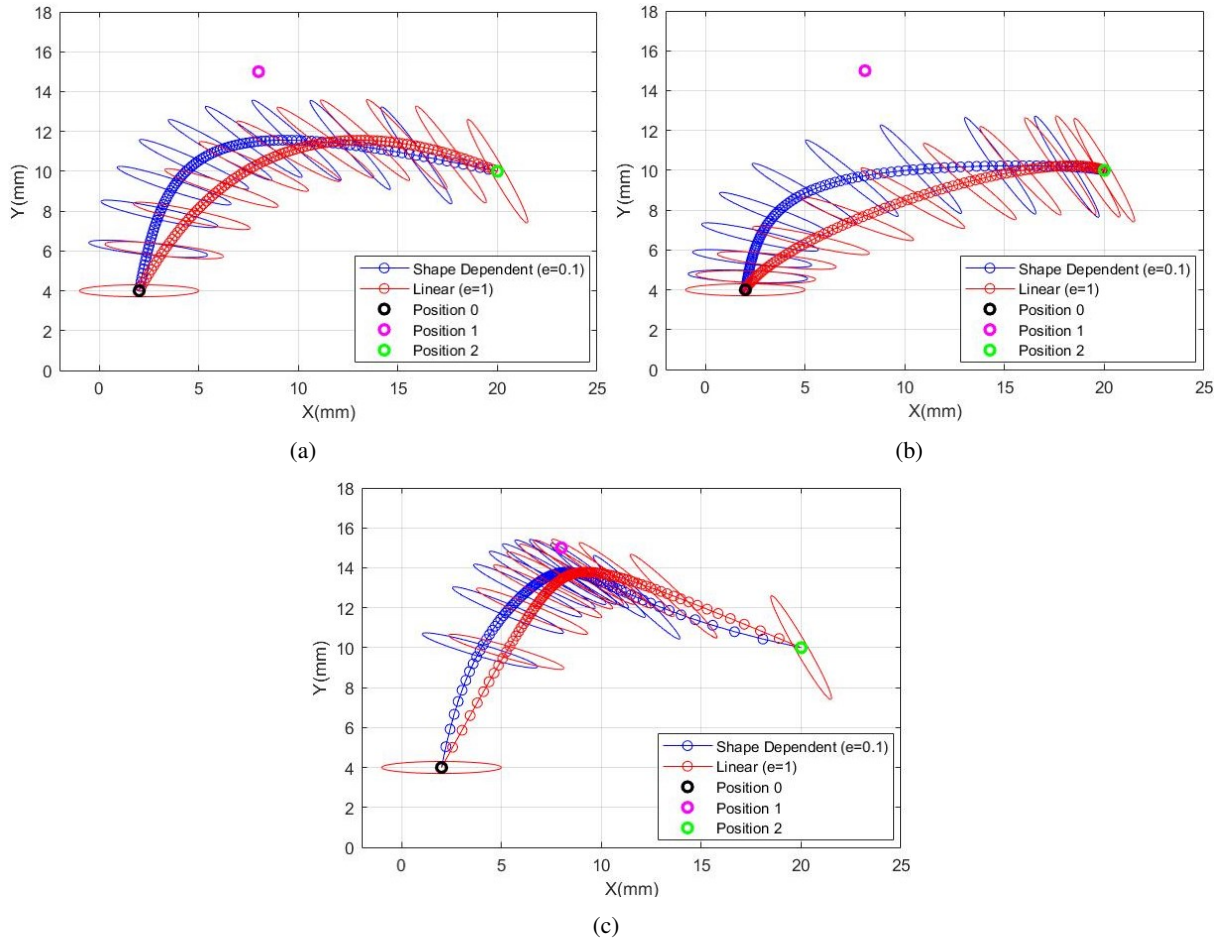 18
16
14
12
10
8
6
4
2
0
Y(mm)
0 5 10 15 20 25
X(mm)
Shape Dependent (e=0.1)
Linear (e=1)
Position 0
Position 1
Position 2
(a)
18
16
14
12
10
8
6
4
2
0
Y(mm)
0 5 10 15 20 25
X(mm)
Shape Dependent (e=0.1)
Linear (e=1)
Position 0
Position 1
Position 2
(b)
18
16
14
12
10
8
6
4
2
0
Y(mm)
0 5 10 15 20 25
X(mm)
Shape Dependent (e=0.1)
Linear (e=1)
Position 0
Position 1
Position 2
(c)